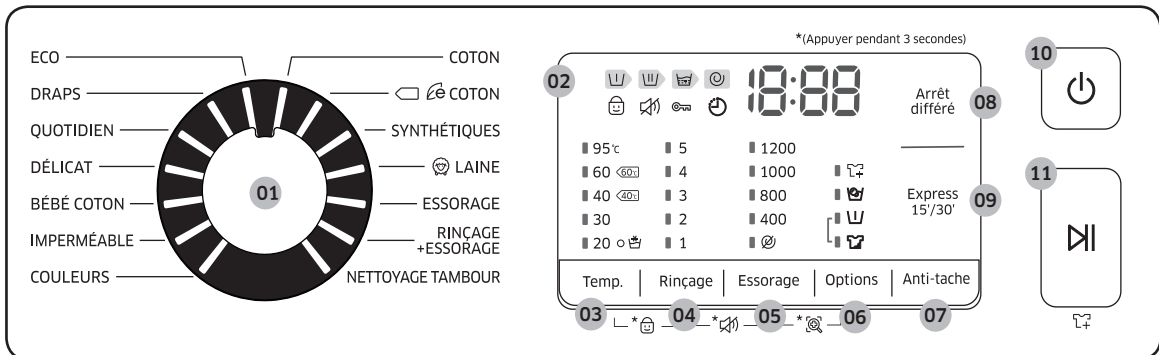 *(Appuyer pendant 3 secondes)
ECO
DRAPS
QUOTIDIEN
DÉLICAT
BÉBÉ COTON
IMPERMÉABLE
COULEURS
COTON
COTON
SYNTHÉTIQUES
LAINE
ESSORAGE
RINÇAGE
+ESSORAGE
NETTOYAGE TAMBOUR
01
02
18:88
95°c 5 1200
60 60°c 4 1000
40 40°c 3 800
30 2 400
20 1
Arrêt
différé
08
Express
15'/30'
09
Temp. Rinçage Essorage Options Anti-tache
03 * 04 * 05 * 06 07
10
11